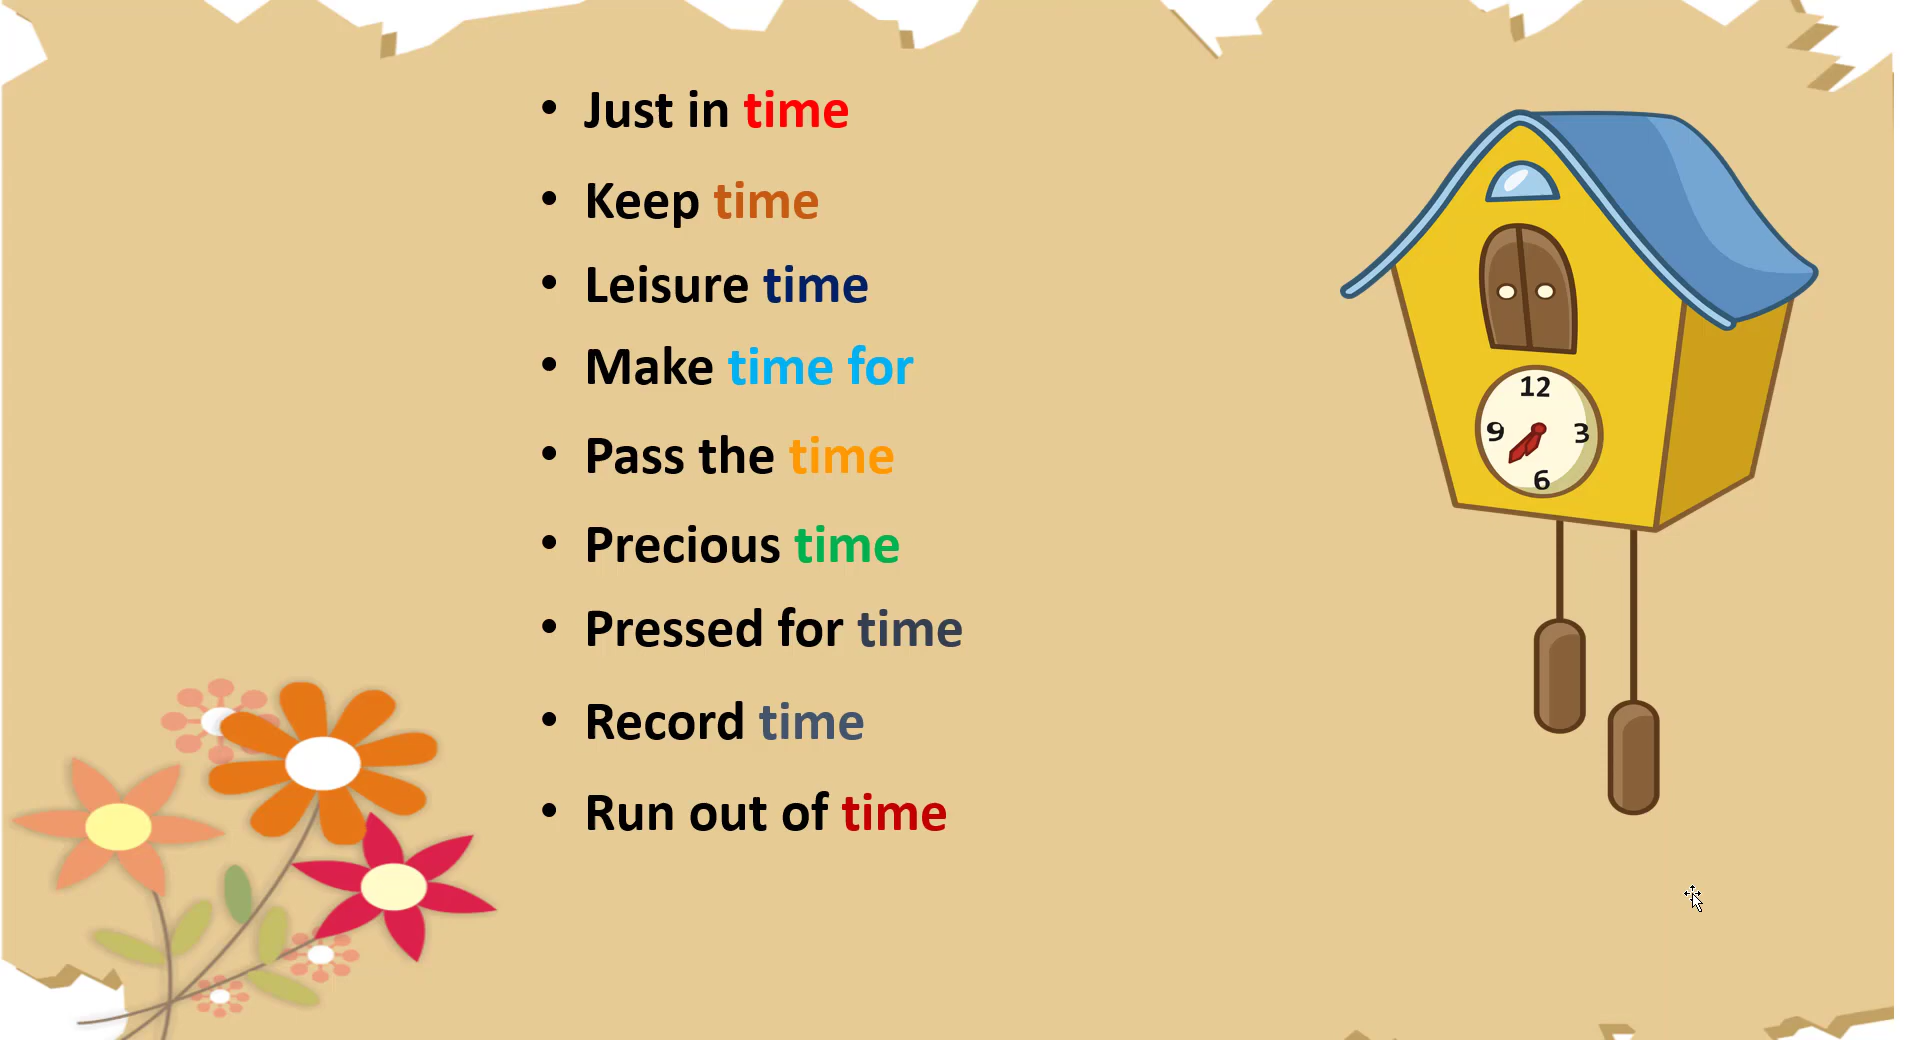 • Just in time
• Keep time
• Leisure time
• Make time for
• Pass the time
• Precious time
• Pressed for time
• Record time
• Run out of time
12
9 3
6